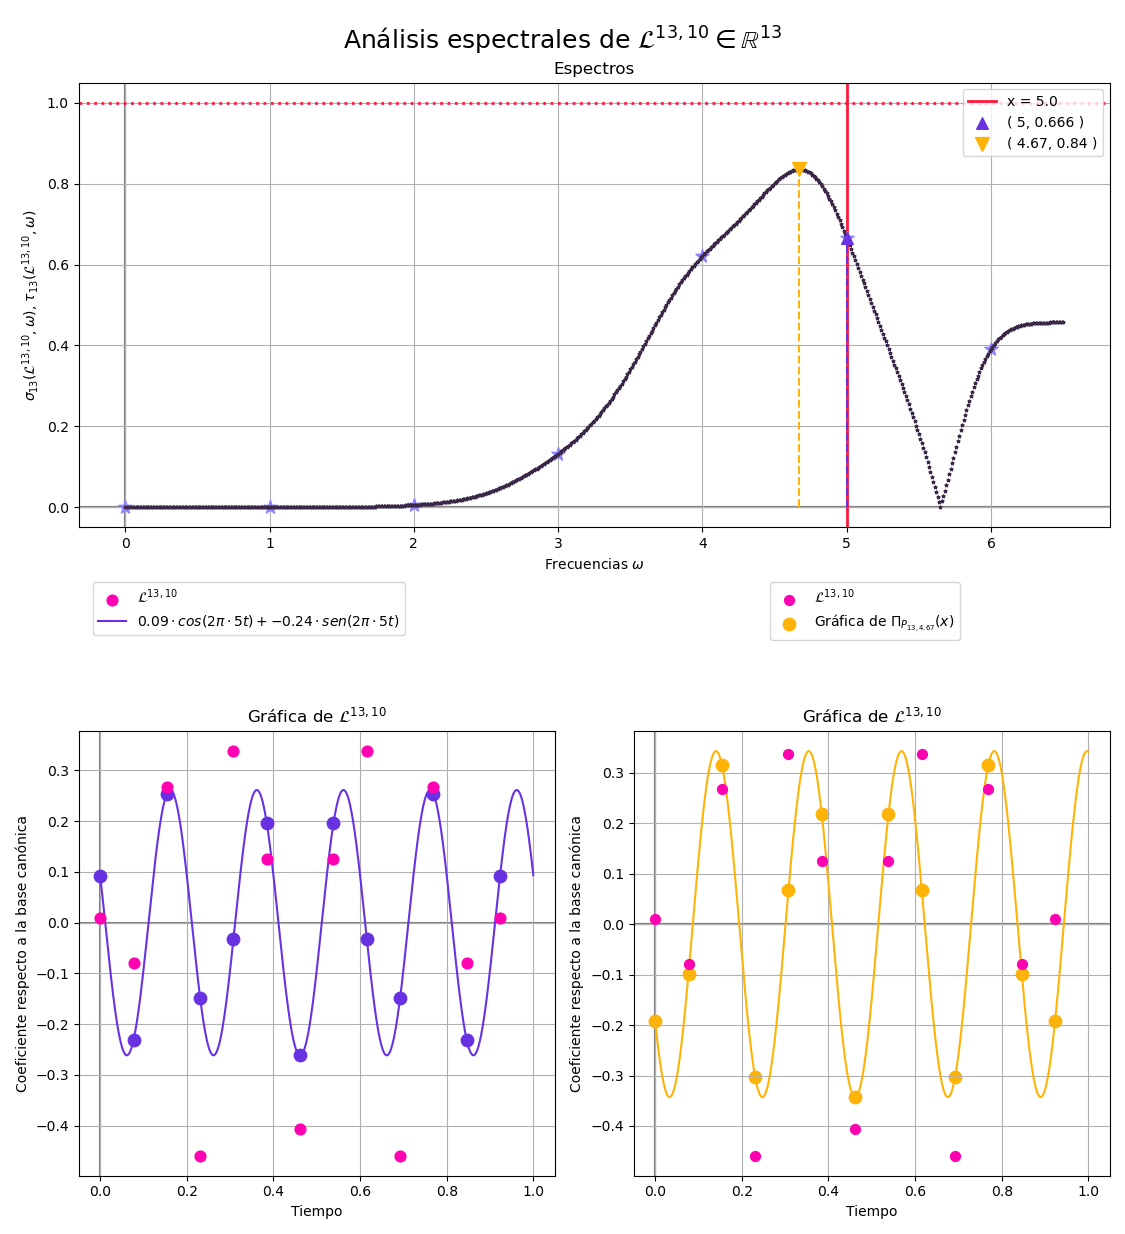 Análisis espectrales de $\mathcal{L}^{13,10} \in \mathbb{R}^{13}$
Espectros
1.0
0.8
0.6
0.4
0.2
0.0
$\sigma_{13}(\mathcal{L}^{13,10}, \omega), \tau_{13}(\mathcal{L}^{13,10}, \omega)$
x = 5.0
( 5, 0.666 )
( 4.67, 0.84 )
0 1 2 3 4 5 6
Frecuencias ω
$\mathcal{L}^{13,10}$
$0.09 \cdot cos(2\pi \cdot 5t) + -0.24 \cdot sen(2\pi \cdot 5t)$
$\mathcal{L}^{13,10}$
Gráfica de $\Pi_{P_{13,4.67}}(x)$
Gráfica de $\mathcal{L}^{13,10}$
0.3
0.2
0.1
0.0
−0.1
−0.2
−0.3
−0.4
Coeficiente respecto a la base canónica
0.0 0.2 0.4 0.6 0.8 1.0
Tiempo
Gráfica de $\mathcal{L}^{13,10}$
0.3
0.2
0.1
0.0
−0.1
−0.2
−0.3
−0.4
Coeficiente respecto a la base canónica
0.0 0.2 0.4 0.6 0.8 1.0
Tiempo